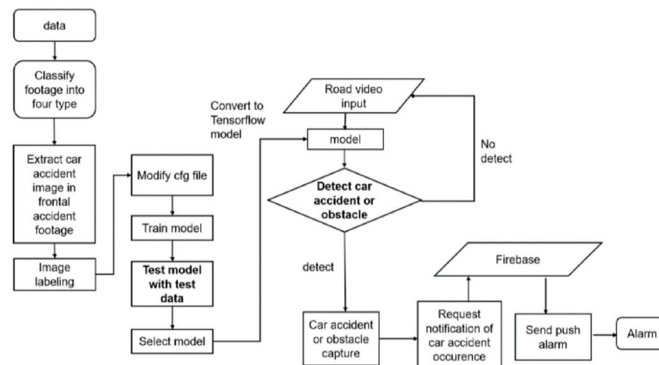 data
Classify
footage into
four type
Extract car
accident
image in
frontal
accident
footage
Image
labeling
Modify cfg file
Train model
Test model
with test
data
Select model
Convert to
Tensorflow
model
Road video
input
model
Detect car
accident or
obstacle
No
detect
detect
Car accident
or obstacle
capture
Request
notification of
car accident
occurence
Firebase
Send push
alarm
Alarm